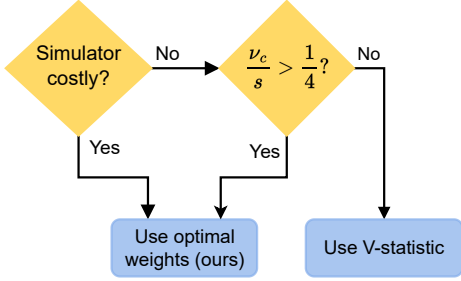 Simulator
costly?
No
ν_c/s > 1/4?
No
Yes
Yes
Use optimal
weights (ours)
Use V-statistic